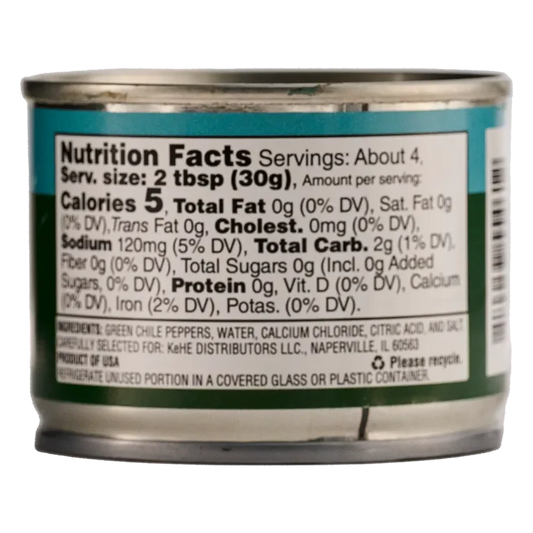 Nutrition Facts Servings: About 4,
Serv. size: 2 tbsp (30g), Amount per serving:
Calories 5, Total Fat 0g (0% DV), Sat. Fat 0g
(0% DV), Trans Fat 0g, Cholest. 0mg (0% DV),
Sodium 120mg (5% DV), Total Carb. 2g (1% DV),
Fiber 0g (0% DV), Total Sugars 0g (Incl. 0g Added
Sugars, 0% DV), Protein 0g, Vit. D (0% DV), Calcium
(0% DV), Iron (2% DV), Potas. (0% DV).
INGREDIENTS: GREEN CHILE PEPPERS, WATER, CALCIUM CHLORIDE, CITRIC ACID, AND SALT.
CAREFULLY SELECTED FOR: KeHE DISTRIBUTORS LLC., NAPERVILLE, IL 60563
PRODUCT OF USA Please recycle.
REFRIGERATE UNUSED PORTION IN A COVERED GLASS OR PLASTIC CONTAINER.